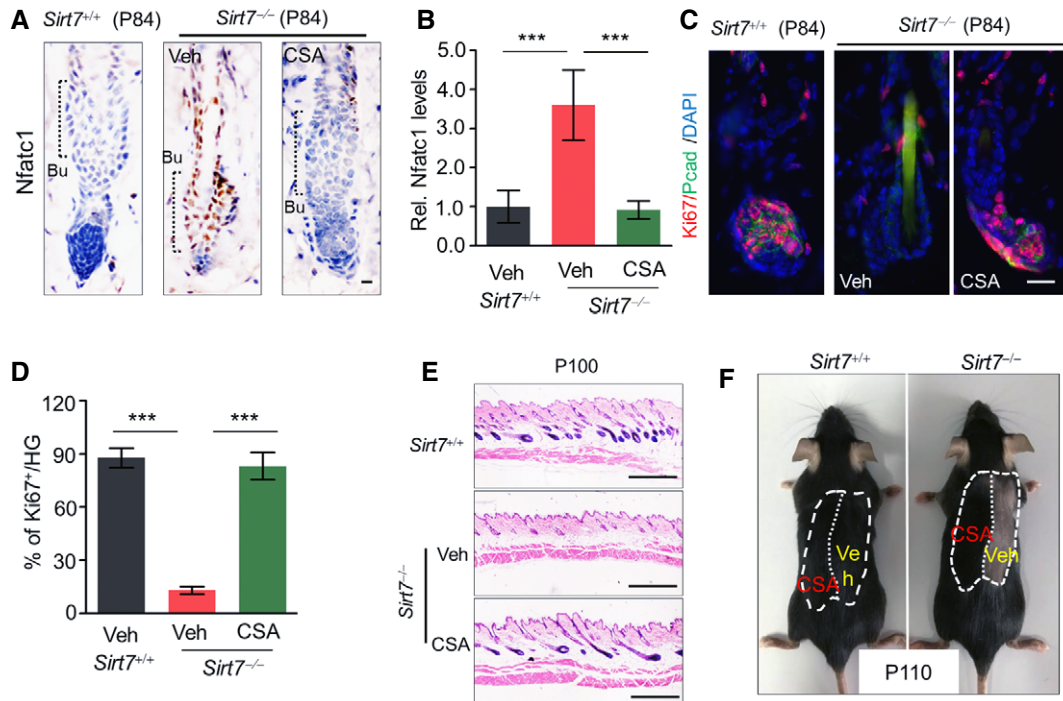 A
Sirt7+/+ (P84)
Sirt7–/– (P84)
Veh
CSA
Nfatc1
Bu
Bu
Bu
B
***
***
Rel. Nfatc1 levels
5.0
4.0
3.0
2.0
1.0
0.0
Veh
Veh
CSA
Sirt7+/+
Sirt7–/–
C
Sirt7+/+ (P84)
Sirt7–/–
Ki67/Pcad /DAPI
Veh
CSA
D
% of Ki67+/HG
120
90
60
30
0
***
***
Veh
Veh
CSA
Sirt7+/+
Sirt7–/–
E
P100
Sirt7+/+
Veh
Sirt7–/–
CSA
F
Sirt7+/+
Sirt7–/–
CSA
Ve
h
CSA
Veh
P110